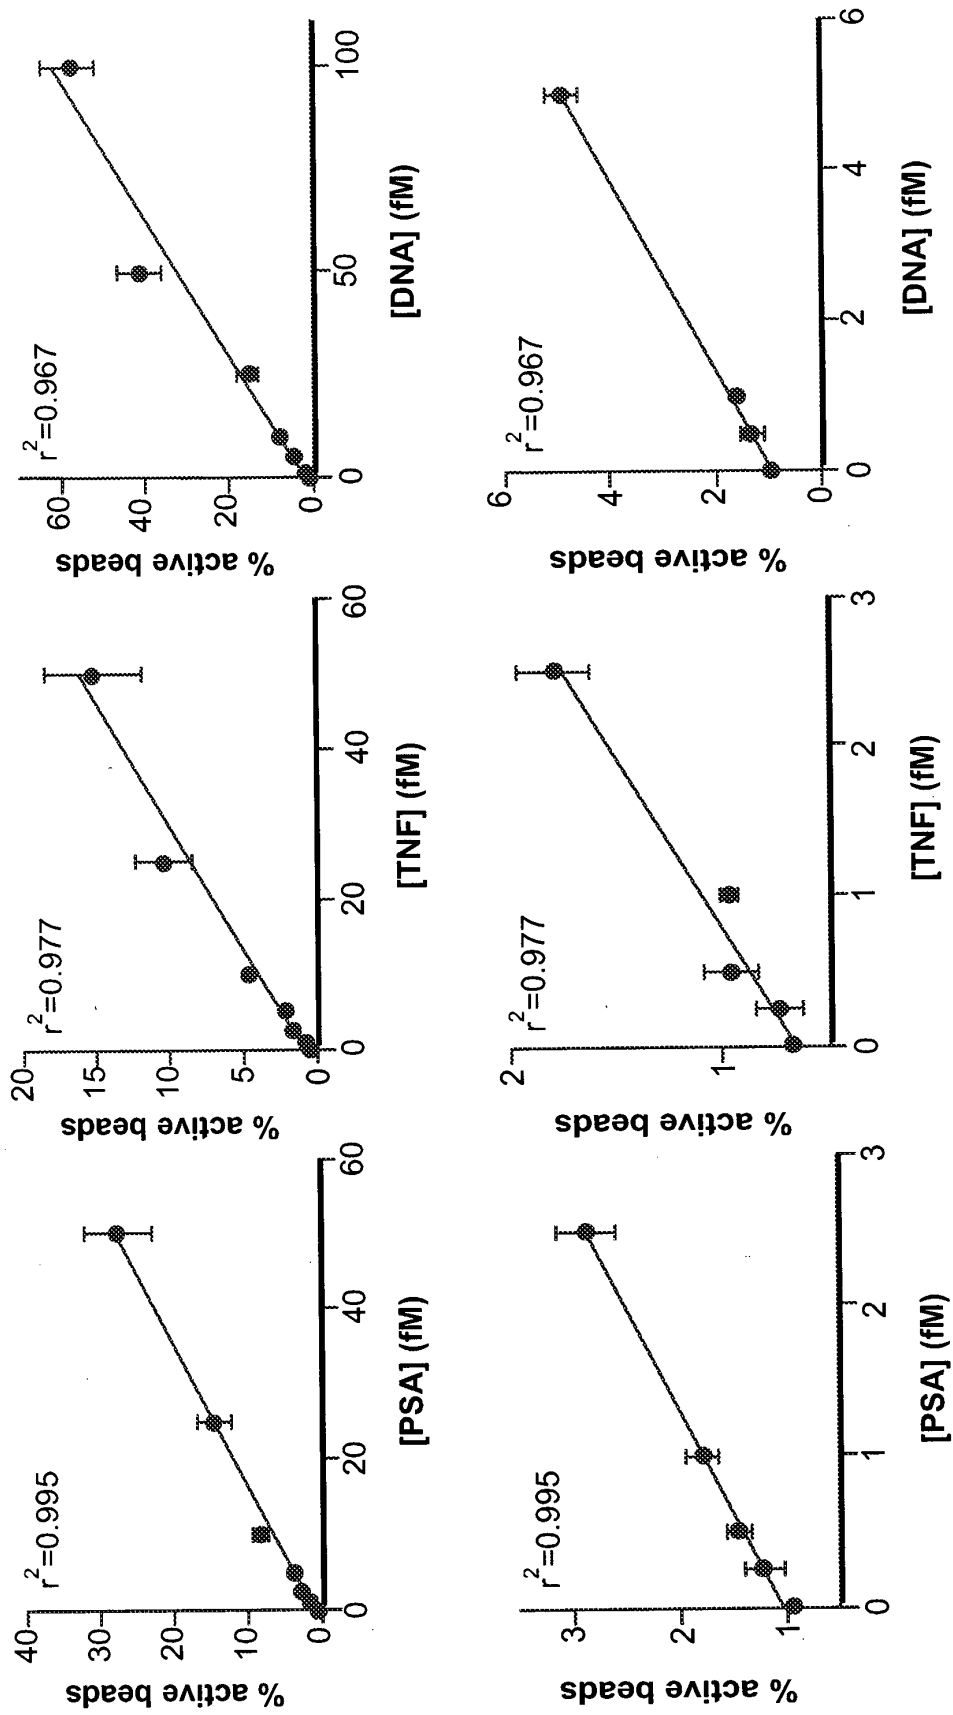 r²=0.995
% active beads
40
30
20
10
0
0
20
40
60
[PSA] (fM)
r²=0.977
% active beads
20
15
10
5
0
0
20
40
60
[TNF] (fM)
r²=0.967
% active beads
60
40
20
0
0
50
100
[DNA] (fM)
r²=0.995
% active beads
3
2
1
0
1
2
3
[PSA] (fM)
r²=0.977
% active beads
2
1
0
1
2
3
[TNF] (fM)
r²=0.967
% active beads
6
4
2
0
0
2
4
6
[DNA] (fM)